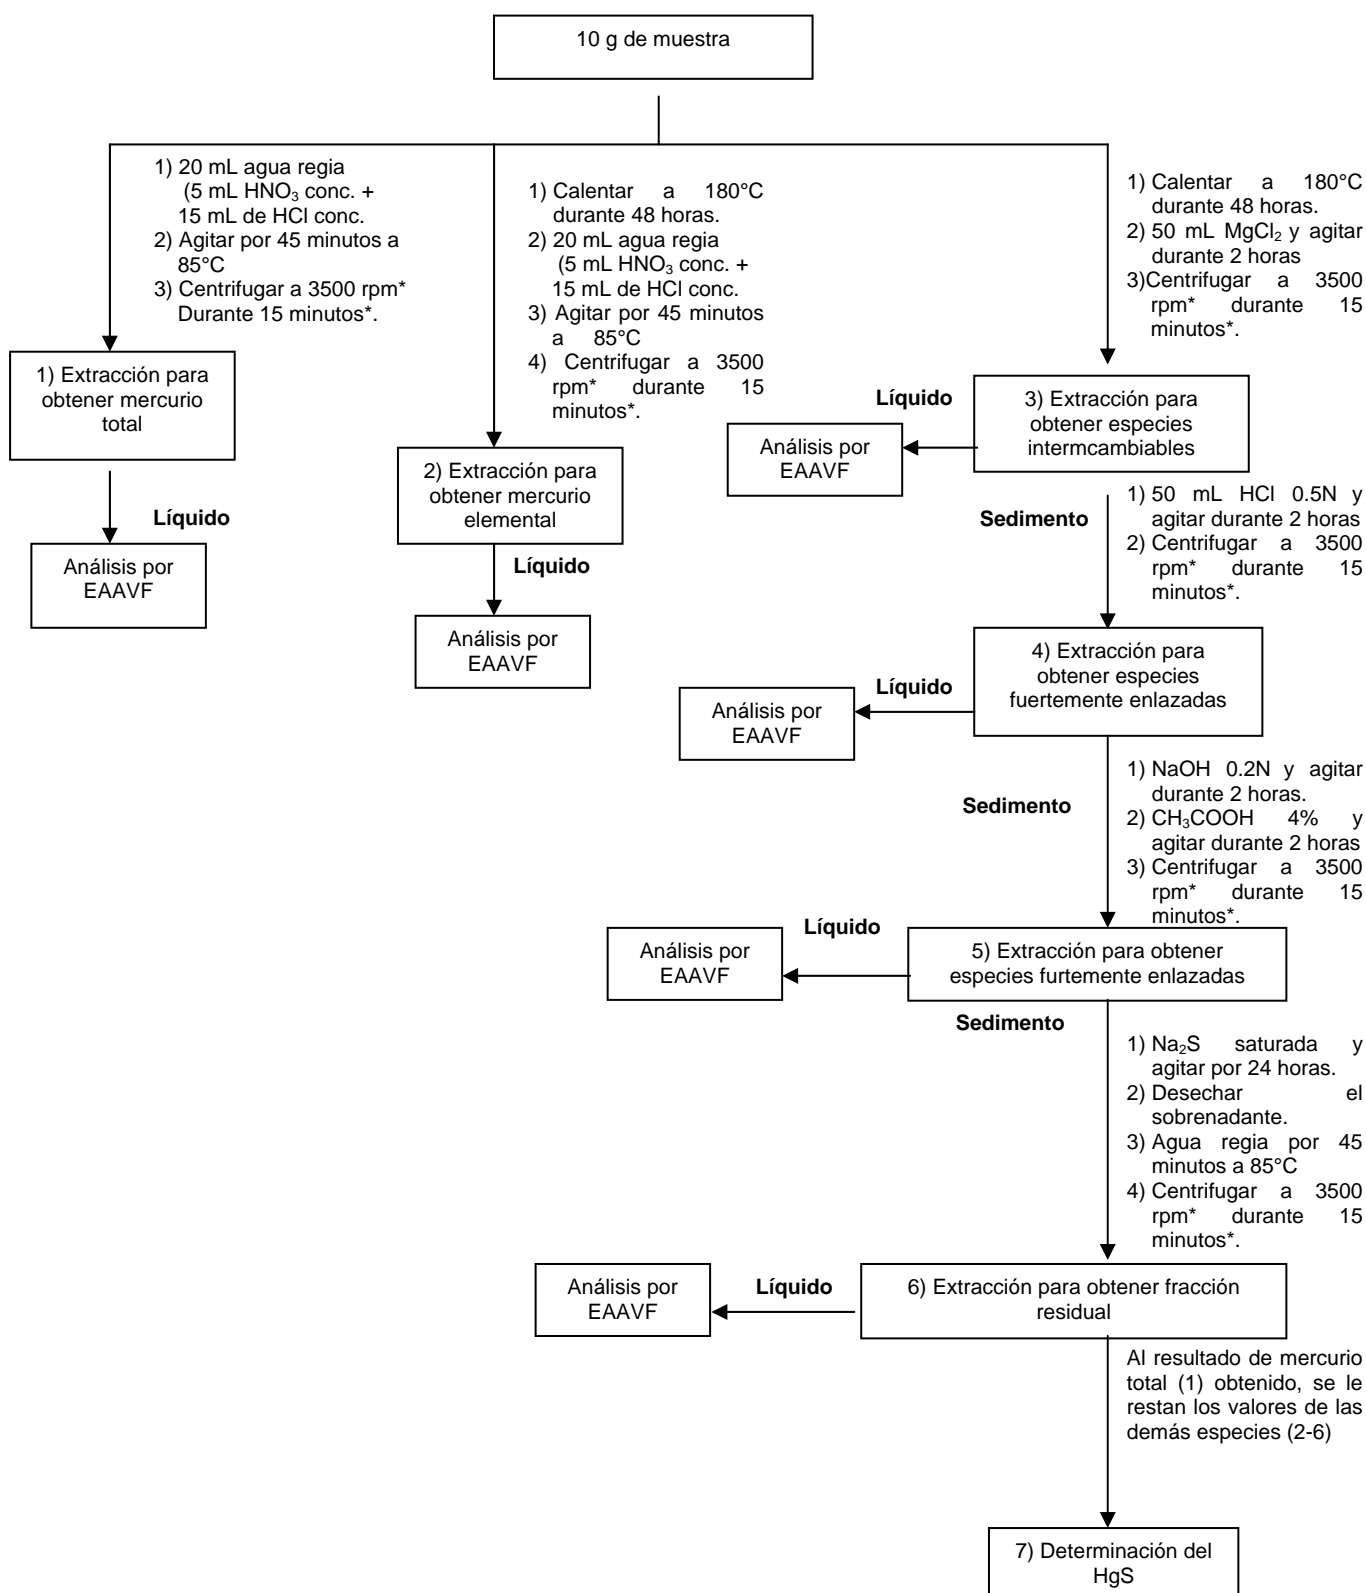 10 g de muestra
1) 20 mL agua regia
(5 mL HNO₃ conc. +
15 mL de HCl conc.
2) Agitar por 45 minutos a
85°C
3) Centrifugar a 3500 rpm*
Durante 15 minutos*.
1) Extracción para
obtener mercurio
total
Líquido
Análisis por
EAAVF
1) Calentar a 180°C
durante 48 horas.
2) 20 mL agua regia
(5 mL HNO₃ conc. +
15 mL de HCl conc.
3) Agitar por 45 minutos
a 85°C
4) Centrifugar a 3500
rpm* durante 15
minutos*.
2) Extracción para
obtener mercurio
elemental
Líquido
Análisis por
EAAVF
1) Calentar a 180°C
durante 48 horas.
2) 50 mL MgCl₂ y agitar
durante 2 horas
3)Centrifugar a 3500
rpm* durante 15
minutos*.
3) Extracción para
obtener especies
intermcambiables
Líquido
Análisis por
EAAVF
Sedimento
1) 50 mL HCl 0.5N y
agitar durante 2 horas
2) Centrifugar a 3500
rpm* durante 15
minutos*.
4) Extracción para
obtener especies
fuertemente enlazadas
Líquido
Análisis por
EAAVF
Sedimento
1) NaOH 0.2N y agitar
durante 2 horas.
2) CH₃COOH 4% y
agitar durante 2 horas
3) Centrifugar a 3500
rpm* durante 15
minutos*.
5) Extracción para obtener
especies furtemente enlazadas
Líquido
Análisis por
EAAVF
Sedimento
1) Na₂S saturada y
agitar por 24 horas.
2) Desechar el
sobrenadante.
3) Agua regia por 45
minutos a 85°C
4) Centrifugar a 3500
rpm* durante 15
minutos*.
6) Extracción para obtener fracción
residual
Líquido
Análisis por
EAAVF
Al resultado de mercurio
total (1) obtenido, se le
restan los valores de las
demás especies (2-6)
7) Determinación del
HgS